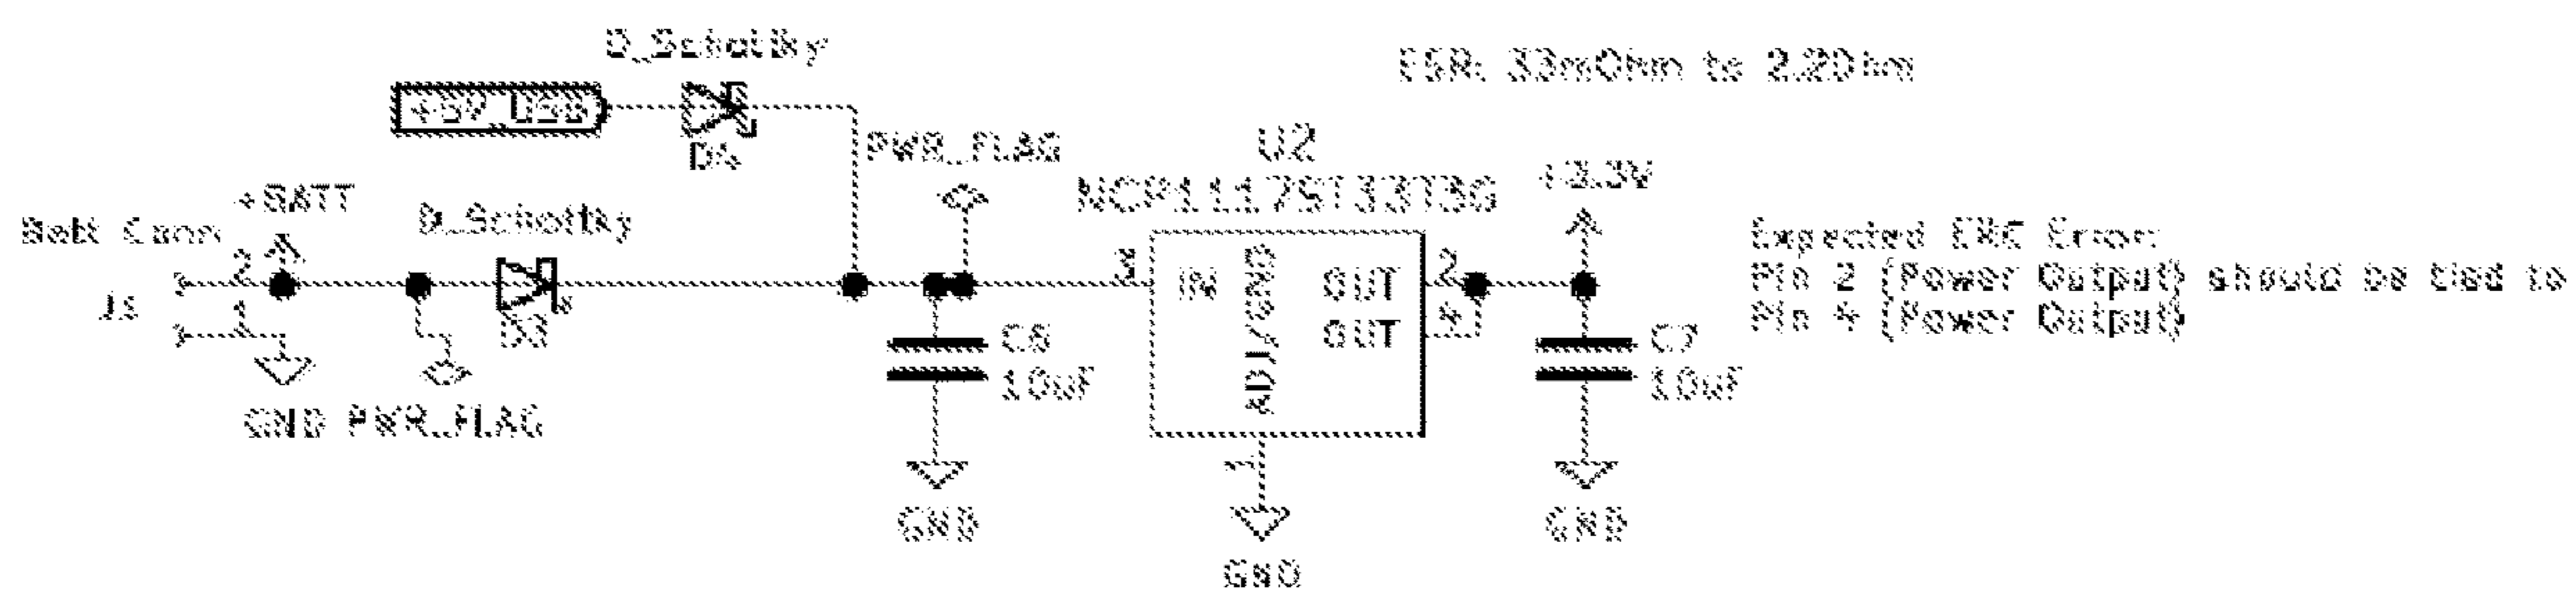 D_Schottky
ESR: 33mOhm to 2.2Ohm
+5V_USB
D4
PWR_FLAG
U2
NCP1117ST33T3G
+3.3V
+BATT
D_Schottky
Batt Conn
2
1
D3
3
IN
ADJ/GND
OUT
OUT
2
4
1
Expected ERC Error:
Pin 2 (Power Output) should be tied to
Pin 4 (Power Output)
10uF
C7
10uF
GND
PWR_FLAG
GND
GND
GND